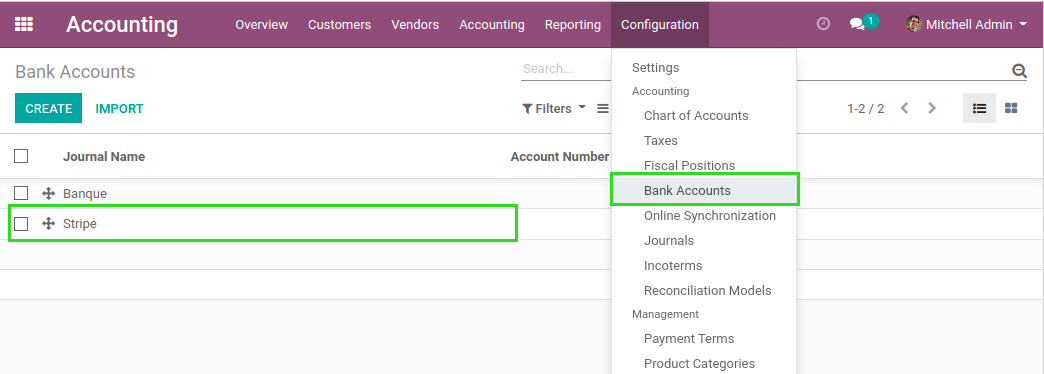 Accounting Overview Customers Vendors Accounting Reporting Configuration 1 Mitchell Admin
Bank Accounts Search... Settings
Accounting
CREATE IMPORT Filters 1-2 / 2
Chart of Accounts
Taxes
Journal Name Account Number
Fiscal Positions
Banque Bank Accounts
Stripe Online Synchronization
Journals
Incoterms
Reconciliation Models
Management
Payment Terms
Product Categories